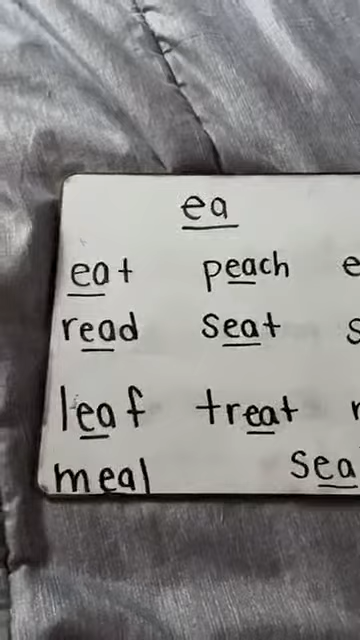 ea
eat peach e
read seat s
leaf treat r
meal sea